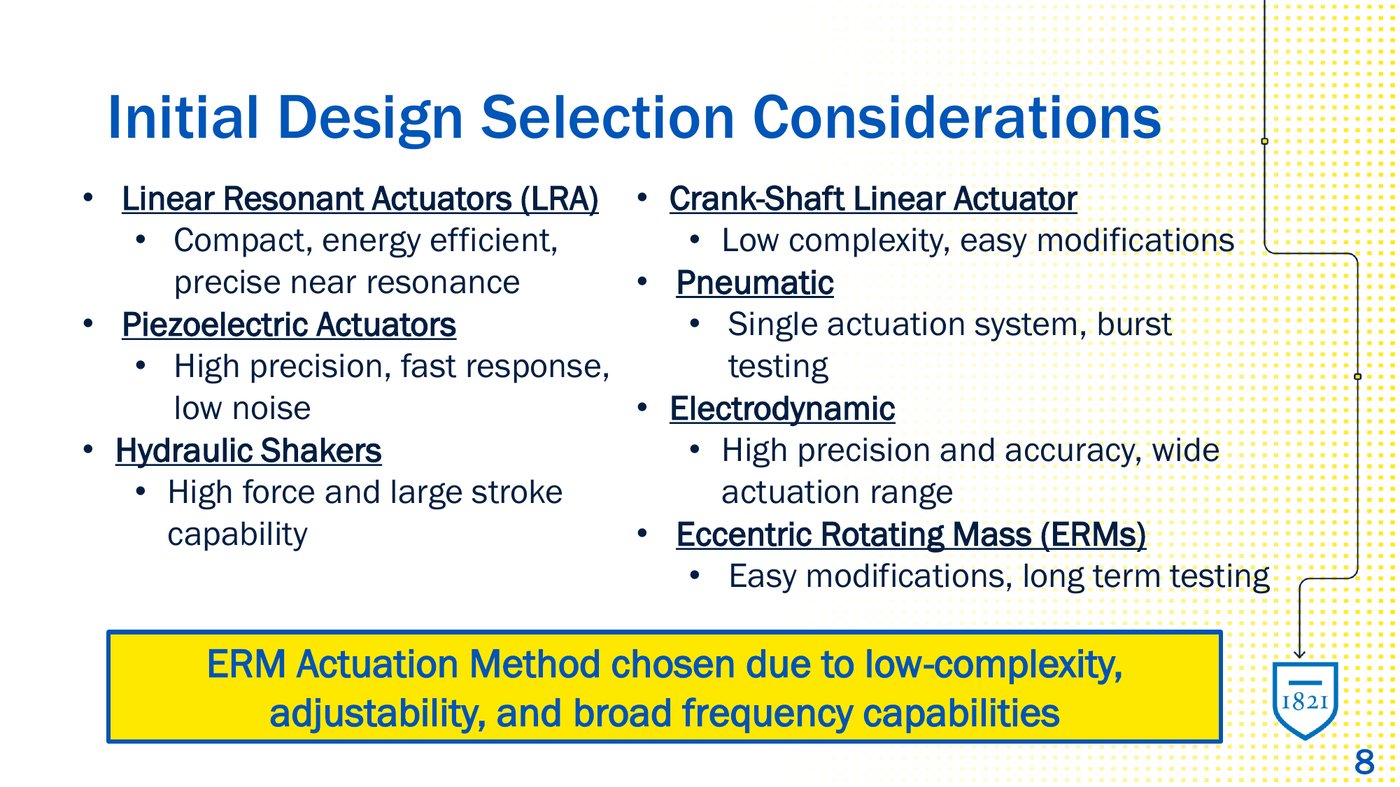 Initial Design Selection Considerations
• Linear Resonant Actuators (LRA)
• Compact, energy efficient,
precise near resonance
• Piezoelectric Actuators
• High precision, fast response,
low noise
• Hydraulic Shakers
• High force and large stroke
capability
• Crank-Shaft Linear Actuator
• Low complexity, easy modifications
• Pneumatic
• Single actuation system, burst
testing
• Electrodynamic
• High precision and accuracy, wide
actuation range
• Eccentric Rotating Mass (ERMs)
• Easy modifications, long term testing
ERM Actuation Method chosen due to low-complexity,
adjustability, and broad frequency capabilities
1821
8